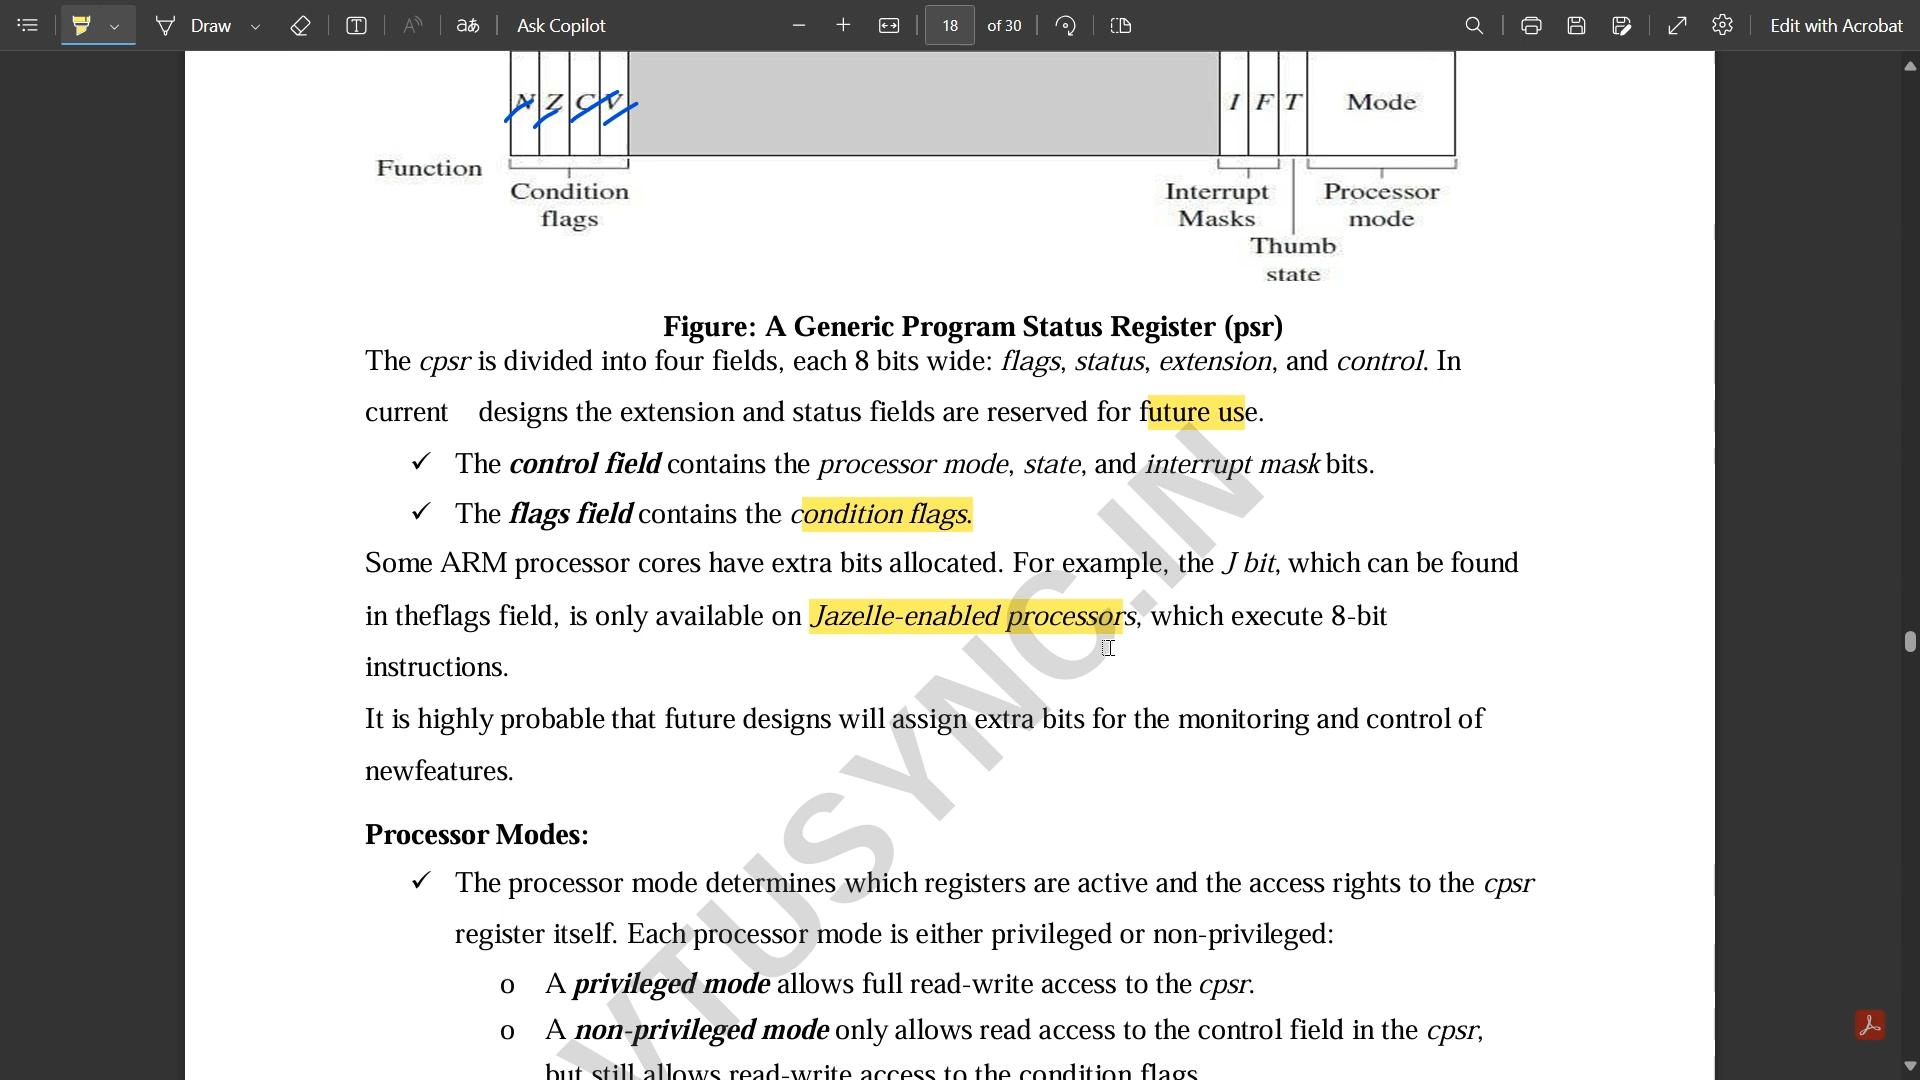 Draw
Ask Copilot
18 of 30
Edit with Acrobat
N Z C V I F T Mode
Function
Condition
flags
Interrupt
Masks
Processor
mode
Thumb
state
Figure: A Generic Program Status Register (psr)
The cpsr is divided into four fields, each 8 bits wide: flags, status, extension, and control. In
current designs the extension and status fields are reserved for future use.
✓ The control field contains the processor mode, state, and interrupt mask bits.
✓ The flags field contains the condition flags.
Some ARM processor cores have extra bits allocated. For example, the J bit, which can be found
in theflags field, is only available on Jazelle-enabled processors, which execute 8-bit
instructions.
It is highly probable that future designs will assign extra bits for the monitoring and control of
newfeatures.
Processor Modes:
✓ The processor mode determines which registers are active and the access rights to the cpsr
register itself. Each processor mode is either privileged or non-privileged:
o A privileged mode allows full read-write access to the cpsr.
o A non-privileged mode only allows read access to the control field in the cpsr,
but still allows read-write access to the condition flags
VTUSYNC.IN